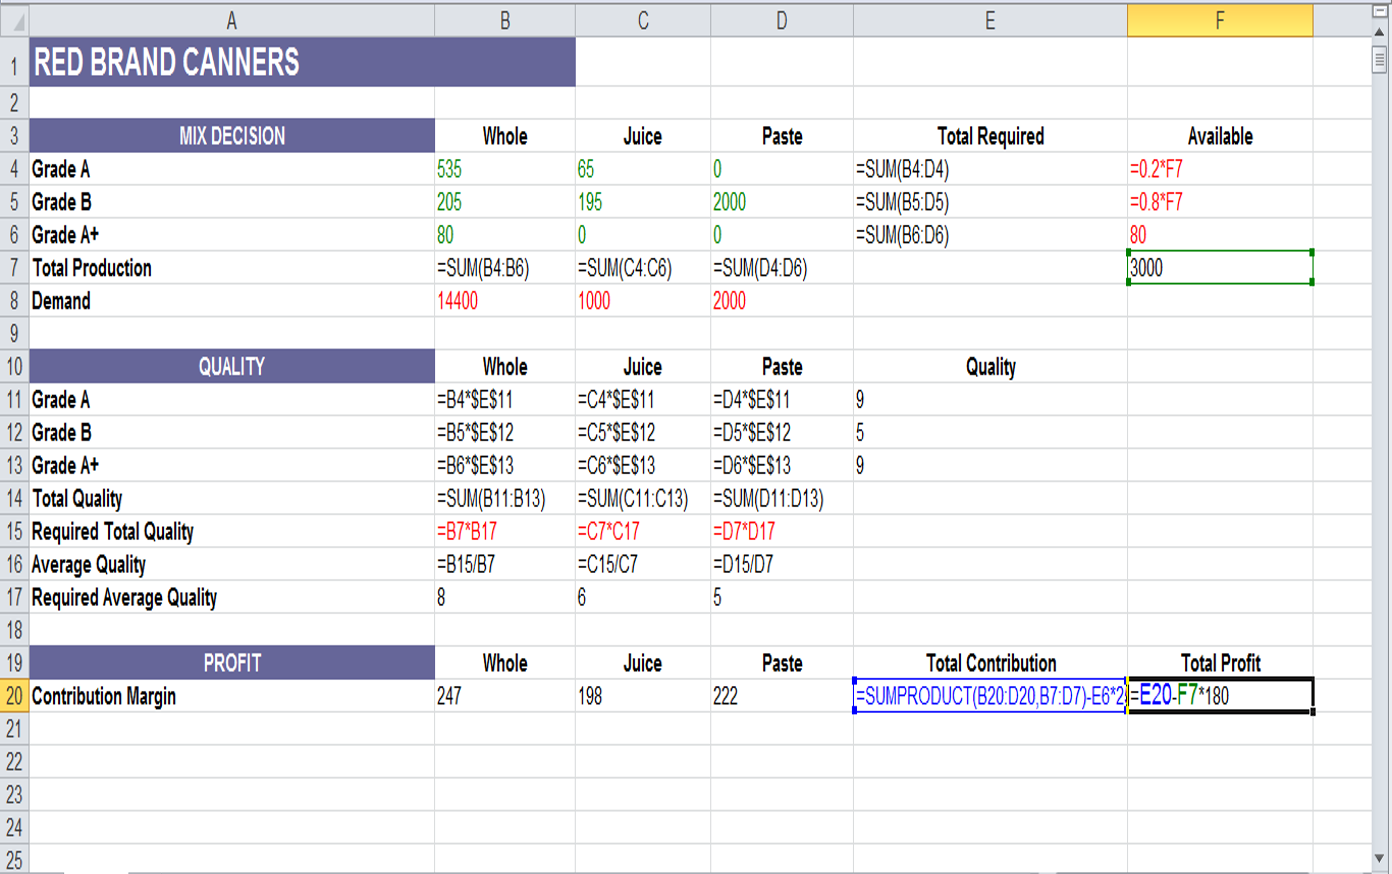 A B C D E F
1 RED BRAND CANNERS
2
3 MIX DECISION Whole Juice Paste Total Required Available
4 Grade A 535 65 0 =SUM(B4:D4) =0.2*F7
5 Grade B 205 195 2000 =SUM(B5:D5) =0.8*F7
6 Grade A+ 80 0 0 =SUM(B6:D6) 80
7 Total Production =SUM(B4:B6) =SUM(C4:C6) =SUM(D4:D6) 3000
8 Demand 14400 1000 2000
9
10 QUALITY Whole Juice Paste Quality
11 Grade A =B4*$E$11 =C4*$E$11 =D4*$E$11 9
12 Grade B =B5*$E$12 =C5*$E$12 =D5*$E$12 5
13 Grade A+ =B6*$E$13 =C6*$E$13 =D6*$E$13 9
14 Total Quality =SUM(B11:B13) =SUM(C11:C13) =SUM(D11:D13)
15 Required Total Quality =B7*B17 =C7*C17 =D7*D17
16 Average Quality =B15/B7 =C15/C7 =D15/D7
17 Required Average Quality 8 6 5
18
19 PROFIT Whole Juice Paste Total Contribution Total Profit
20 Contribution Margin 247 198 222 =SUMPRODUCT(B20:D20,B7:D7)-E6*2 =E20-F7*180
21
22
23
24
25